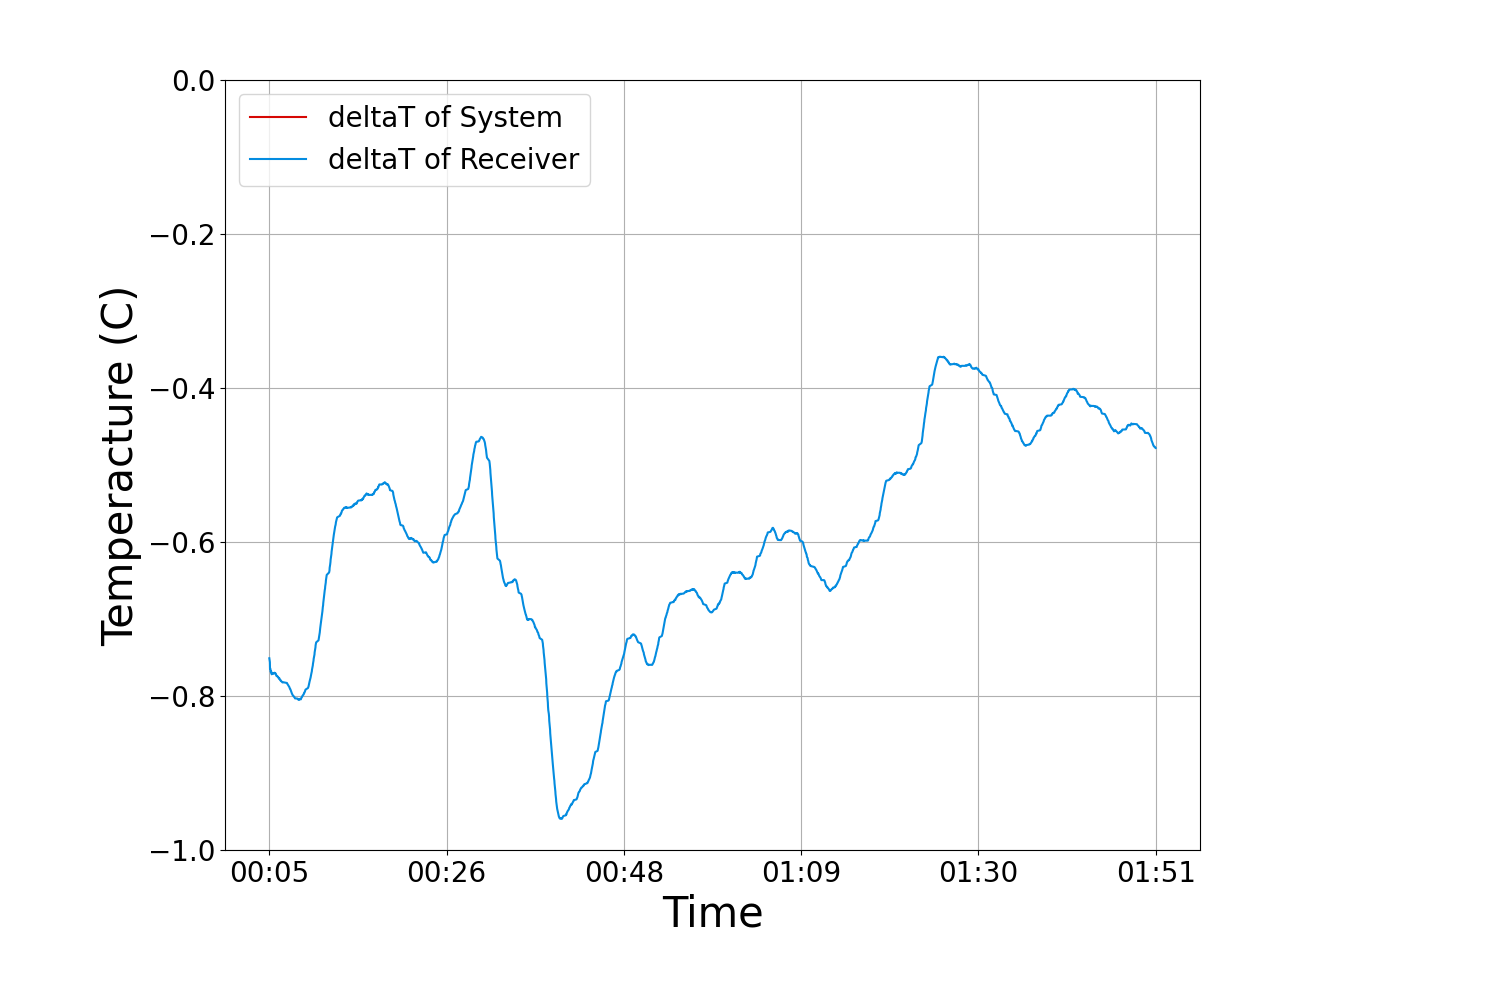 deltaT of System
deltaT of Receiver
0.0
−0.2
−0.4
−0.6
−0.8
−1.0
Temperacture (C)
00:05 00:26 00:48 01:09 01:30 01:51
Time